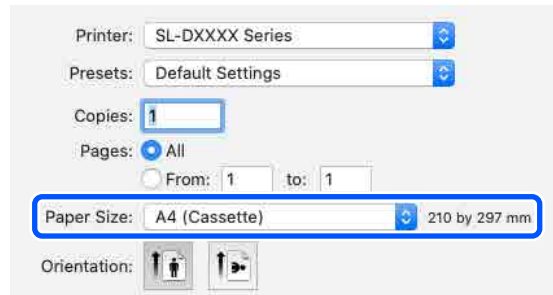 Printer: SL-DXXXX Series
Presets: Default Settings
Copies: 1
Pages: All
From: 1 to: 1
Paper Size: A4 (Cassette) 210 by 297 mm
Orientation: